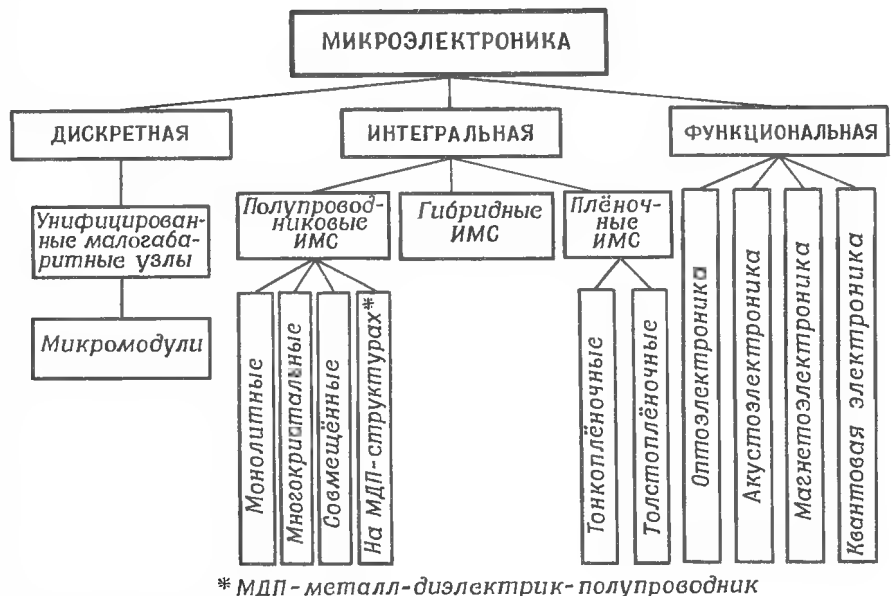 МИКРОЭЛЕКТРОНИКА
ДИСКРЕТНАЯ
ИНТЕГРАЛЬНАЯ
ФУНКЦИОНАЛЬНАЯ
Унифицирован-
ные малогаба-
ритные узлы
Микромодули
Полупровод-
никовые
ИМС
Гибридные
ИМС
Плёноч-
ные
ИМС
Монолитные
Многокристальные
Совмещённые
На МДП-структурах*
Тонкоплёночные
Толстоплёночные
Оптоэлектроника
Акустоэлектроника
Магнетоэлектроника
Квантовая электроника
* МДП-металл-диэлектрик-полупроводник